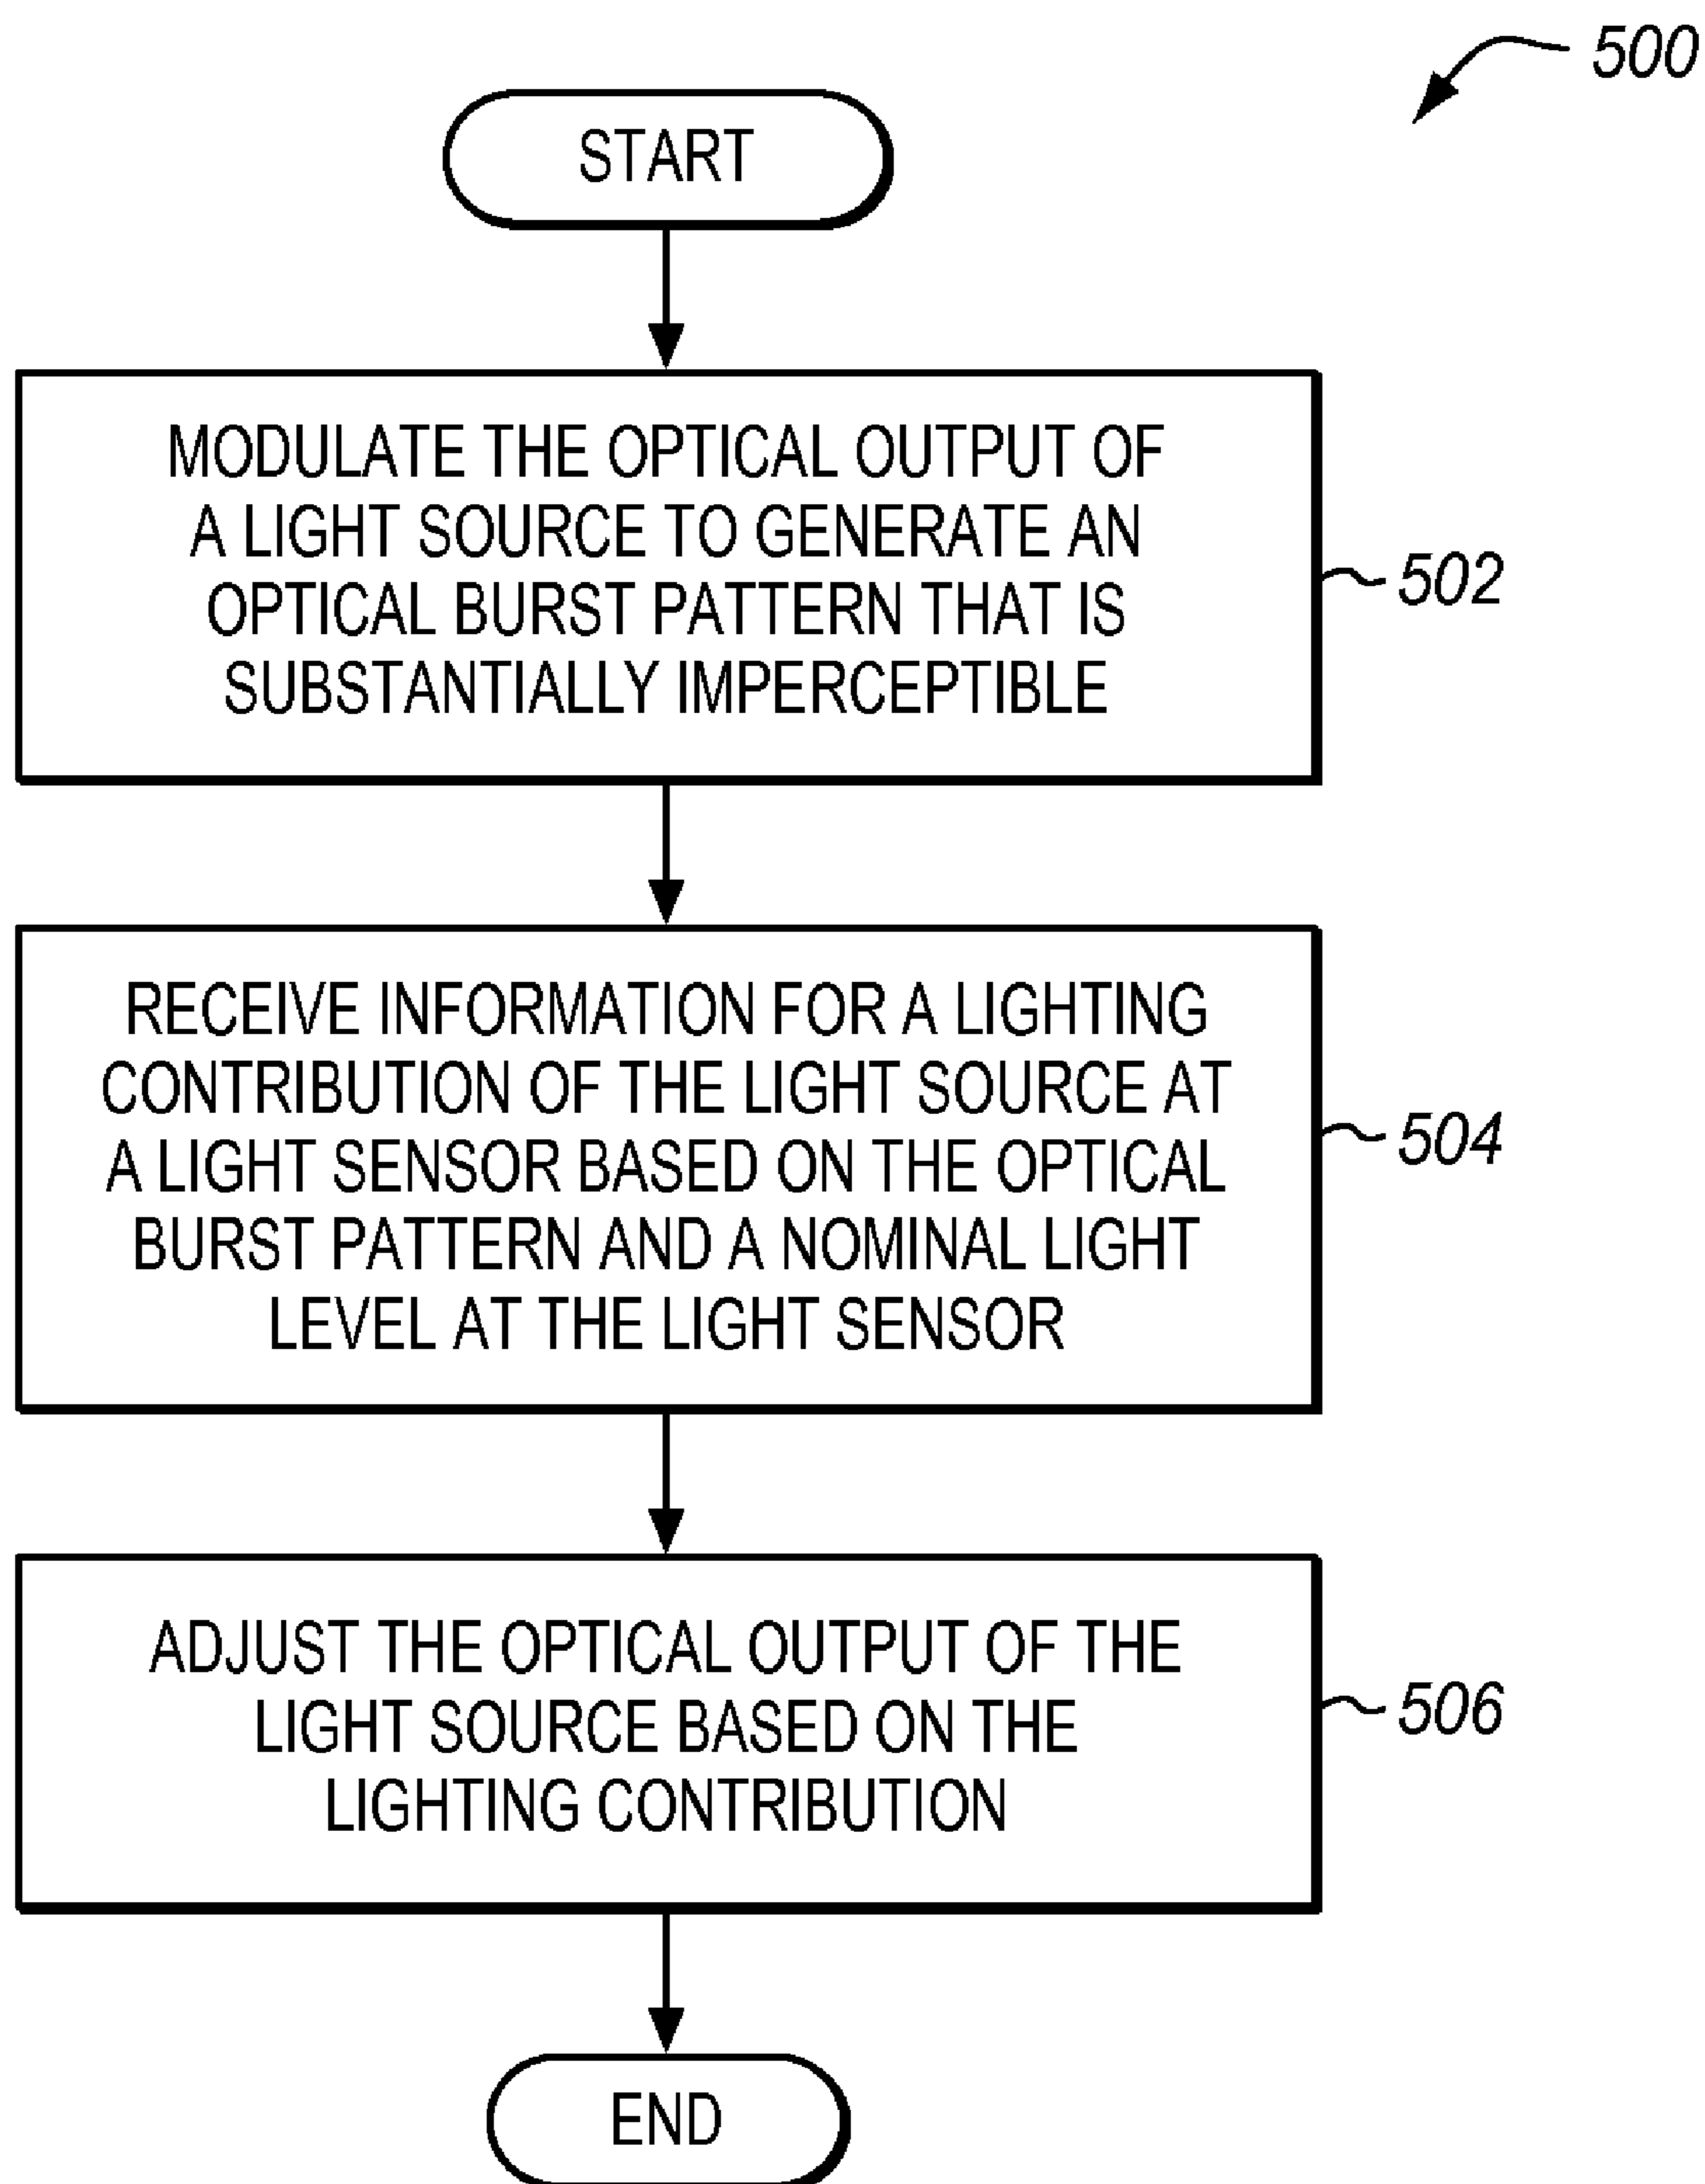 500
START
MODULATE THE OPTICAL OUTPUT OF
A LIGHT SOURCE TO GENERATE AN
OPTICAL BURST PATTERN THAT IS
SUBSTANTIALLY IMPERCEPTIBLE
502
RECEIVE INFORMATION FOR A LIGHTING
CONTRIBUTION OF THE LIGHT SOURCE AT
A LIGHT SENSOR BASED ON THE OPTICAL
BURST PATTERN AND A NOMINAL LIGHT
LEVEL AT THE LIGHT SENSOR
504
ADJUST THE OPTICAL OUTPUT OF THE
LIGHT SOURCE BASED ON THE
LIGHTING CONTRIBUTION
506
END